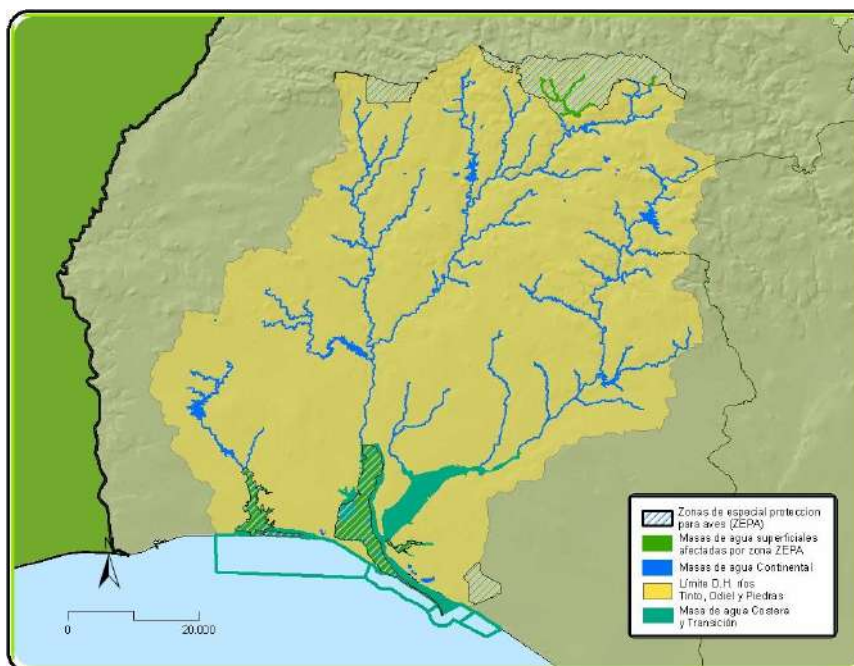 Zonas de especial proteccion
para aves (ZEPA)
Masas de agua superficiales
afectadas por zona ZEPA
Masas de agua Continental
Límite D.H. ríos
Tinto, Odiel y Piedras
Masa de agua Costera
y Transición
0 20.000